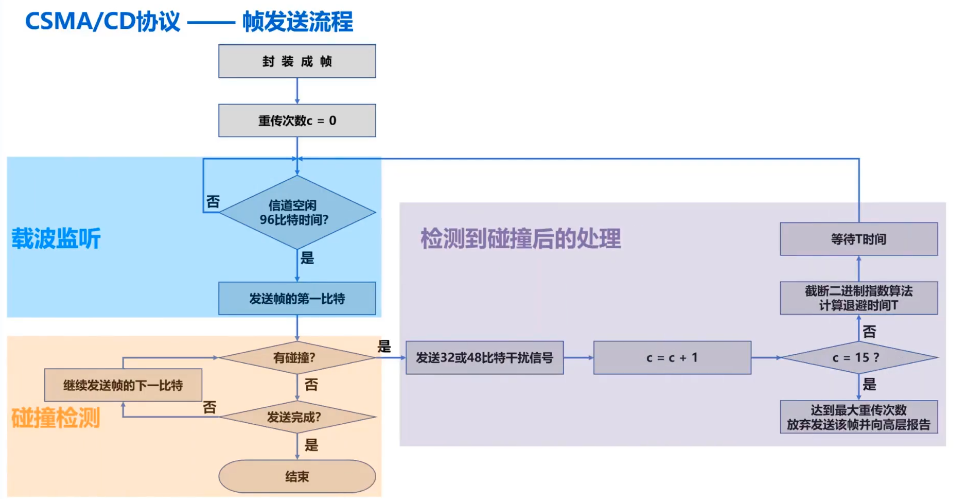 CSMA/CD协议 —— 帧发送流程
封 装 成 帧
重传次数c = 0
载波监听
信道空闲
96比特时间?
否
是
发送帧的第一比特
碰撞检测
有碰撞?
是
否
继续发送帧的下一比特
发送完成?
否
是
结束
检测到碰撞后的处理
发送32或48比特干扰信号
c = c + 1
c = 15 ?
否
截断二进制指数算法
计算退避时间T
等待T时间
是
达到最大重传次数
放弃发送该帧并向高层报告